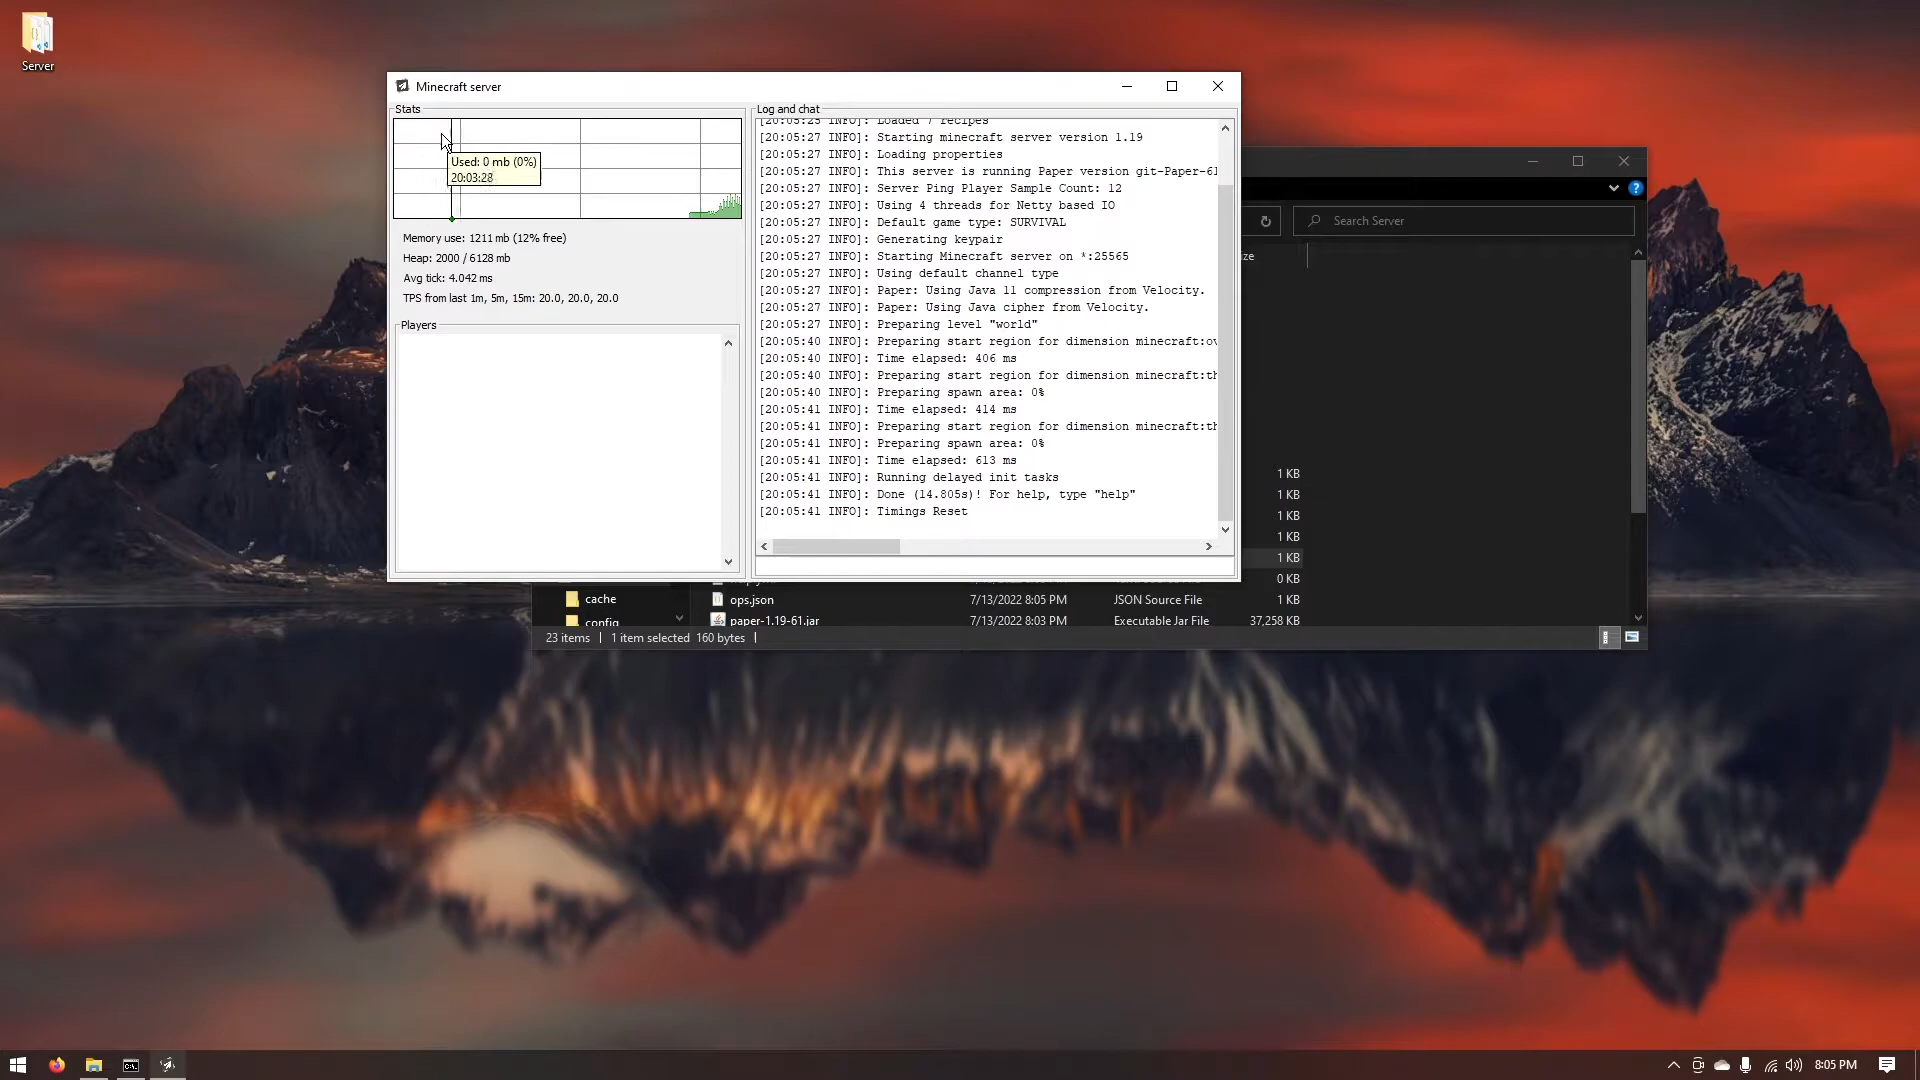 Server
Minecraft server
Stats
Used: 0 mb (0%)
20:03:28
Memory use: 1211 mb (12% free)
Heap: 2000 / 6128 mb
Avg tick: 4.042 ms
TPS from last 1m, 5m, 15m: 20.0, 20.0, 20.0
Players
Log and chat
[20:05:25 INFO]: Loaded 7 recipes
[20:05:27 INFO]: Starting minecraft server version 1.19
[20:05:27 INFO]: Loading properties
[20:05:27 INFO]: This server is running Paper version git-Paper-61
[20:05:27 INFO]: Server Ping Player Sample Count: 12
[20:05:27 INFO]: Using 4 threads for Netty based IO
[20:05:27 INFO]: Default game type: SURVIVAL
[20:05:27 INFO]: Generating keypair
[20:05:27 INFO]: Starting Minecraft server on *:25565
[20:05:27 INFO]: Using default channel type
[20:05:27 INFO]: Paper: Using Java 11 compression from Velocity.
[20:05:27 INFO]: Paper: Using Java cipher from Velocity.
[20:05:27 INFO]: Preparing level "world"
[20:05:40 INFO]: Preparing start region for dimension minecraft:ov
[20:05:40 INFO]: Time elapsed: 406 ms
[20:05:40 INFO]: Preparing start region for dimension minecraft:th
[20:05:40 INFO]: Preparing spawn area: 0%
[20:05:41 INFO]: Time elapsed: 414 ms
[20:05:41 INFO]: Preparing start region for dimension minecraft:th
[20:05:41 INFO]: Preparing spawn area: 0%
[20:05:41 INFO]: Time elapsed: 613 ms
[20:05:41 INFO]: Running delayed init tasks
[20:05:41 INFO]: Done (14.805s)! For help, type "help"
[20:05:41 INFO]: Timings Reset
Search Server
ze
1 KB
1 KB
1 KB
1 KB
1 KB
0 KB
cache
ops.json 7/13/2022 8:05 PM JSON Source File 1 KB
config
paper-1.19-61.jar 7/13/2022 8:03 PM Executable Jar File 37,258 KB
23 items 1 item selected 160 bytes
8:05 PM